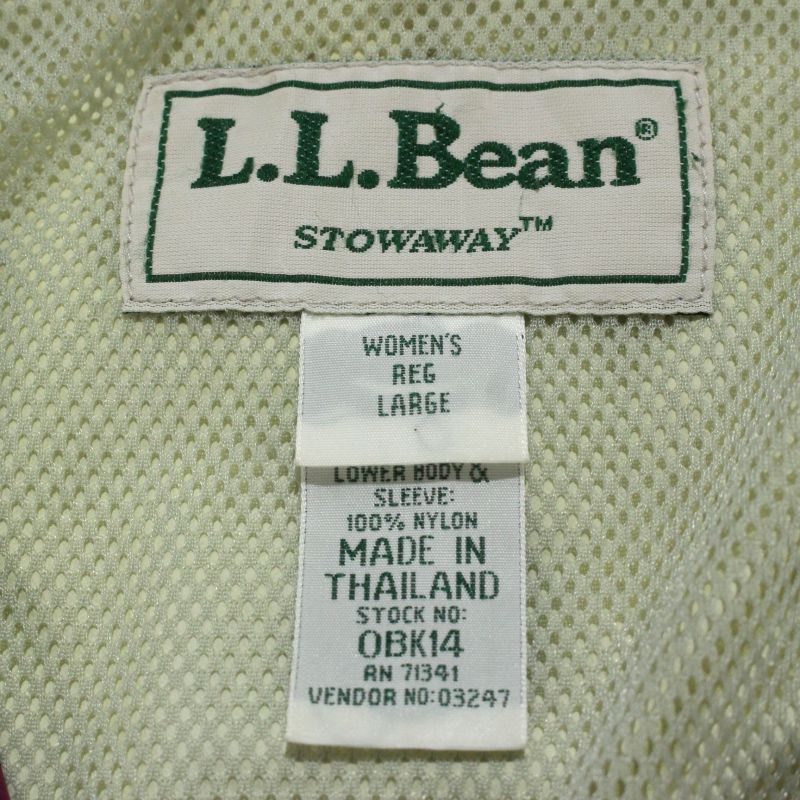 L.L.Bean®
STOWAWAY™
WOMEN'S
REG
LARGE
LOWER BODY &
SLEEVE:
100% NYLON
MADE IN
THAILAND
STOCK NO:
OBK14
RN 71341
VENDOR NO:03247